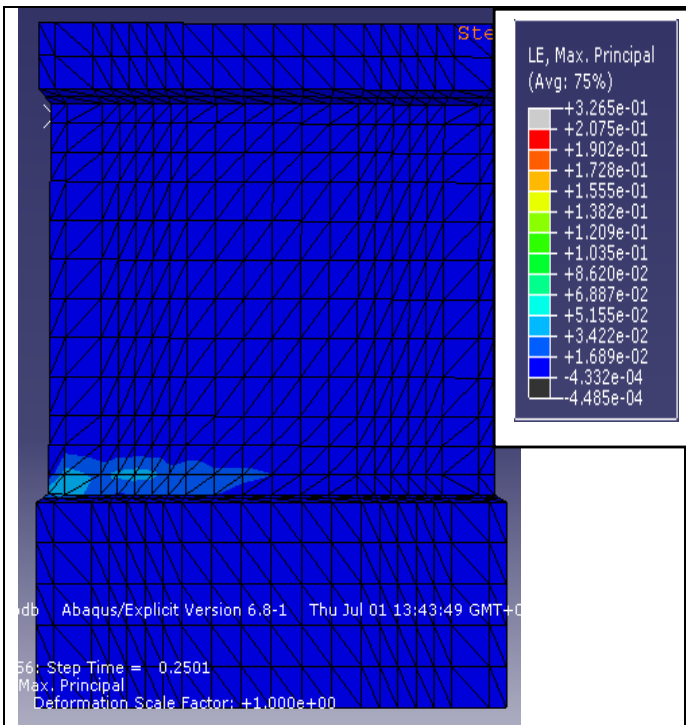 Ste
LE, Max. Principal
(Avg: 75%)
+3.265e-01
+2.075e-01
+1.902e-01
+1.728e-01
+1.555e-01
+1.382e-01
+1.209e-01
+1.035e-01
+8.620e-02
+6.887e-02
+5.155e-02
+3.422e-02
+1.689e-02
-4.332e-04
-4.485e-04
odb Abaqus/Explicit Version 6.8-1 Thu Jul 01 13:43:49 GMT+0
56: Step Time = 0.2501
Max. Principal
Deformation Scale Factor: +1.000e+00